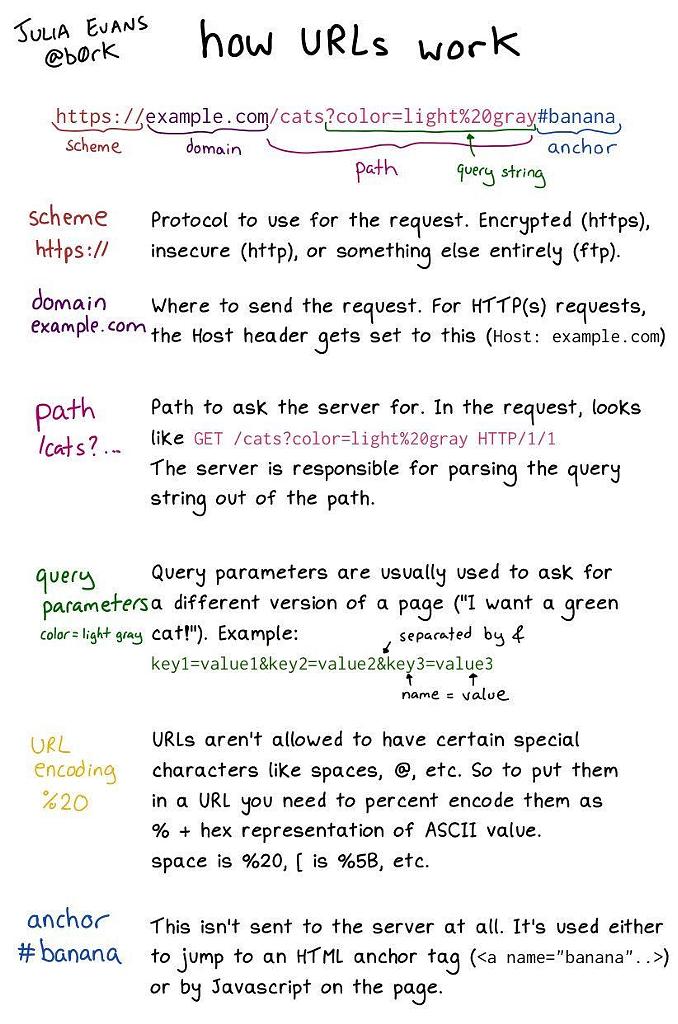 JULIA EVANS
@b0rk
how URLs work
https://example.com/cats?color=light%20gray#banana
scheme
domain
path
query string
anchor
scheme
https://
Protocol to use for the request. Encrypted (https),
insecure (http), or something else entirely (ftp).
domain
example.com
Where to send the request. For HTTP(s) requests,
the Host header gets set to this (Host: example.com)
path
/cats?...
Path to ask the server for. In the request, looks
like GET /cats?color=light%20gray HTTP/1/1
The server is responsible for parsing the query
string out of the path.
query
parameters
color=light gray
Query parameters are usually used to ask for
a different version of a page ("I want a green
cat!"). Example:
separated by &
key1=value1&key2=value2&key3=value3
name = value
URL
encoding
%20
URLs aren't allowed to have certain special
characters like spaces, @, etc. So to put them
in a URL you need to percent encode them as
% + hex representation of ASCII value.
space is %20, [ is %5B, etc.
anchor
#banana
This isn't sent to the server at all. It's used either
to jump to an HTML anchor tag (<a name="banana"..>)
or by Javascript on the page.